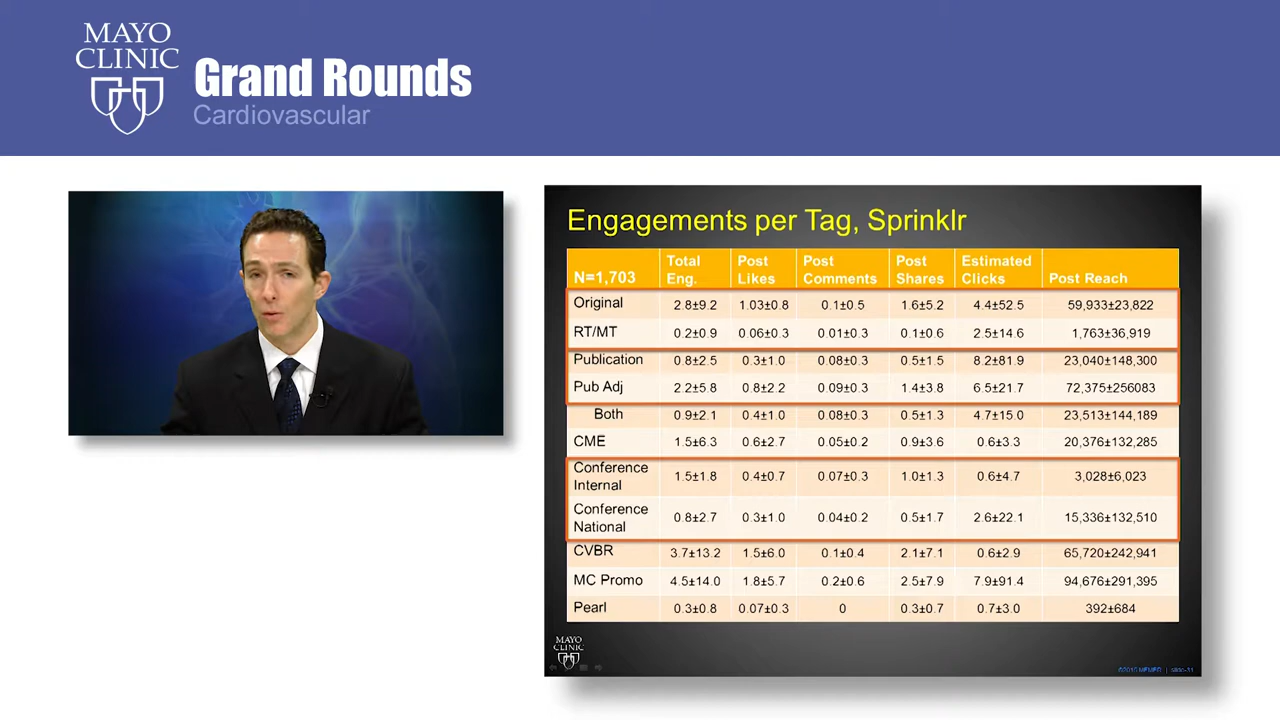 MAYO
CLINIC
Grand Rounds
Cardiovascular
Engagements per Tag, Sprinklr
N=1,703 Total Eng. Post Likes Post Comments Post Shares Estimated Clicks Post Reach
Original 2.8±9.2 1.03±0.8 0.1±0.5 1.6±5.2 4.4±52.5 59,933±23,822
RT/MT 0.2±0.9 0.06±0.3 0.01±0.3 0.1±0.6 2.5±14.6 1,763±36,919
Publication 0.8±2.5 0.3±1.0 0.08±0.3 0.5±1.5 8.2±81.9 23,040±148,300
Pub Adj 2.2±5.8 0.8±2.2 0.09±0.3 1.4±3.8 6.5±21.7 72,375±256083
Both 0.9±2.1 0.4±1.0 0.08±0.3 0.5±1.3 4.7±15.0 23,513±144,189
CME 1.5±6.3 0.6±2.7 0.05±0.2 0.9±3.6 0.6±3.3 20,376±132,285
Conference Internal 1.5±1.8 0.4±0.7 0.07±0.3 1.0±1.3 0.6±4.7 3,028±6,023
Conference National 0.8±2.7 0.3±1.0 0.04±0.2 0.5±1.7 2.6±22.1 15,336±132,510
CVBR 3.7±13.2 1.5±6.0 0.1±0.4 2.1±7.1 0.6±2.9 65,720±242,941
MC Promo 4.5±14.0 1.8±5.7 0.2±0.6 2.5±7.9 7.9±91.4 94,676±291,395
Pearl 0.3±0.8 0.07±0.3 0 0.3±0.7 0.7±3.0 392±684
MAYO
CLINIC
MFMER | slide-31